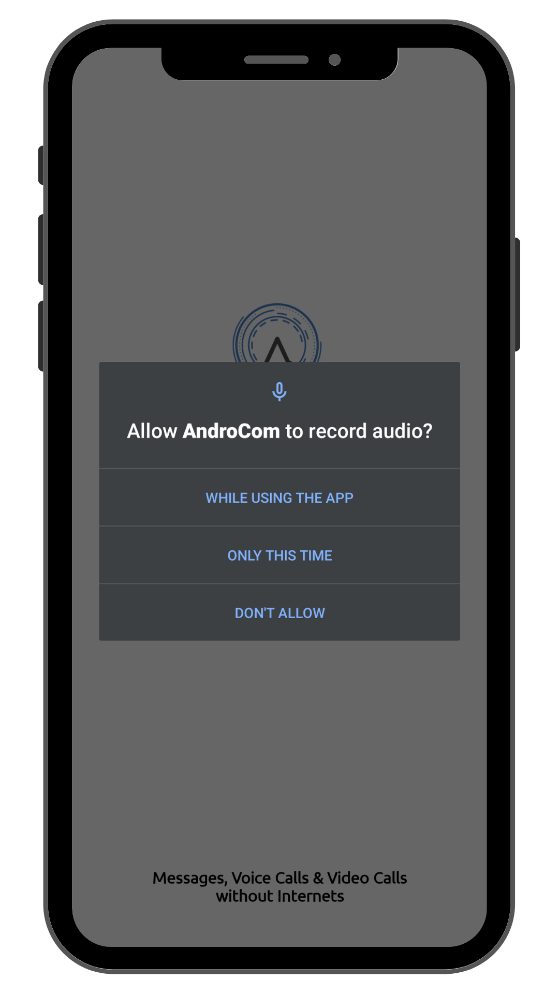 Allow AndroCom to record audio?
WHILE USING THE APP
ONLY THIS TIME
DON'T ALLOW
Messages, Voice Calls & Video Calls
without Internets